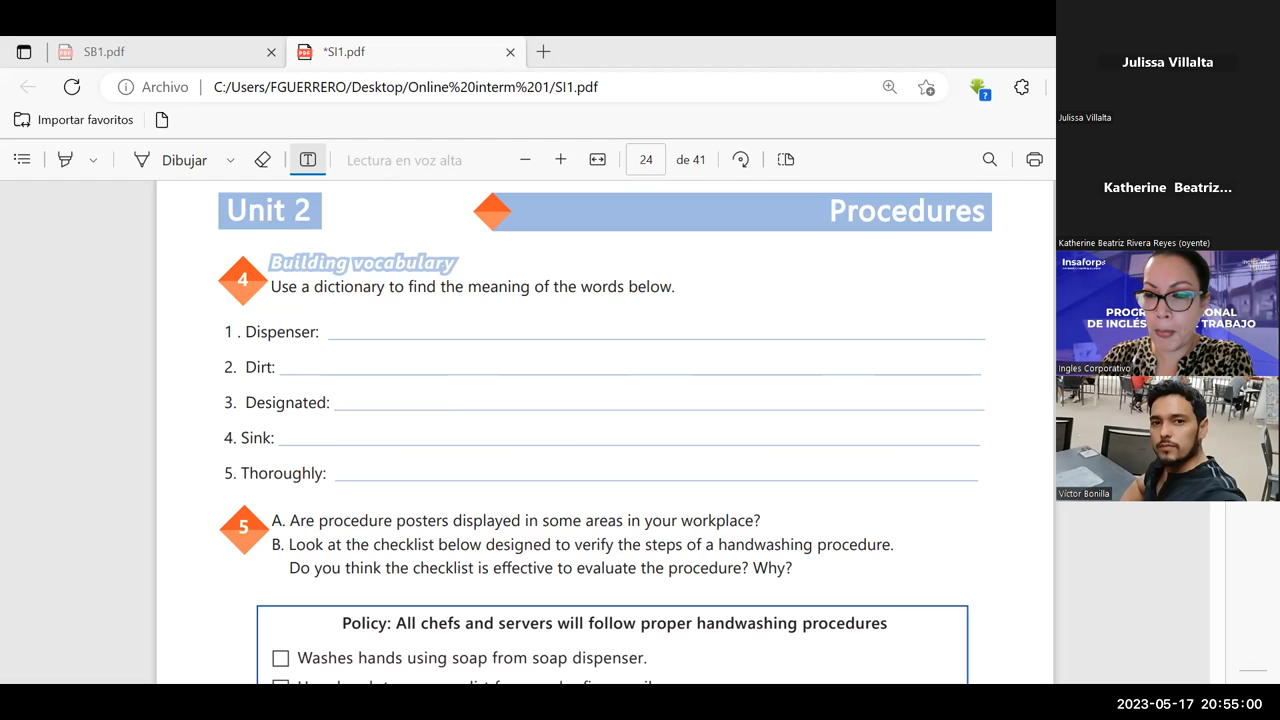 SB1.pdf
*SI1.pdf
Archivo
C:/Users/FGUERRERO/Desktop/Online%20interm%201/SI1.pdf
Importar favoritos
Dibujar
Lectura en voz alta
24
de 41
Unit 2
Procedures
4
Building vocabulary
Use a dictionary to find the meaning of the words below.
1 . Dispenser:
2. Dirt:
3. Designated:
4. Sink:
5. Thoroughly:
5
A. Are procedure posters displayed in some areas in your workplace?
B. Look at the checklist below designed to verify the steps of a handwashing procedure.
Do you think the checklist is effective to evaluate the procedure? Why?
Policy: All chefs and servers will follow proper handwashing procedures
Washes hands using soap from soap dispenser.
Julissa Villalta
Julissa Villalta
Katherine Beatriz...
Katherine Beatriz Rivera Reyes (oyente)
Insaforp
DE INGLÉS
TRABAJO
Ingles Corporativo
Víctor Bonilla
2023-05-17 20:55:00